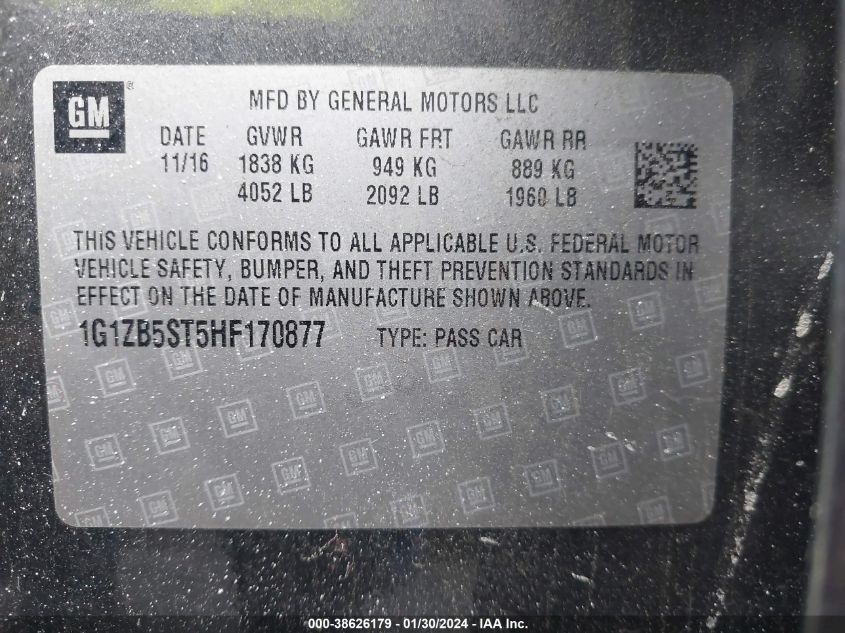 GM ®
MFD BY GENERAL MOTORS LLC
DATE GVWR GAWR FRT GAWR RR
11/16 1838 KG 949 KG 889 KG
4052 LB 2092 LB 1960 LB
THIS VEHICLE CONFORMS TO ALL APPLICABLE U.S. FEDERAL MOTOR
VEHICLE SAFETY, BUMPER, AND THEFT PREVENTION STANDARDS IN
EFFECT ON THE DATE OF MANUFACTURE SHOWN ABOVE.
1G1ZB5ST5HF170877 TYPE: PASS CAR
000-38626179 - 01/30/2024 - IAA Inc.